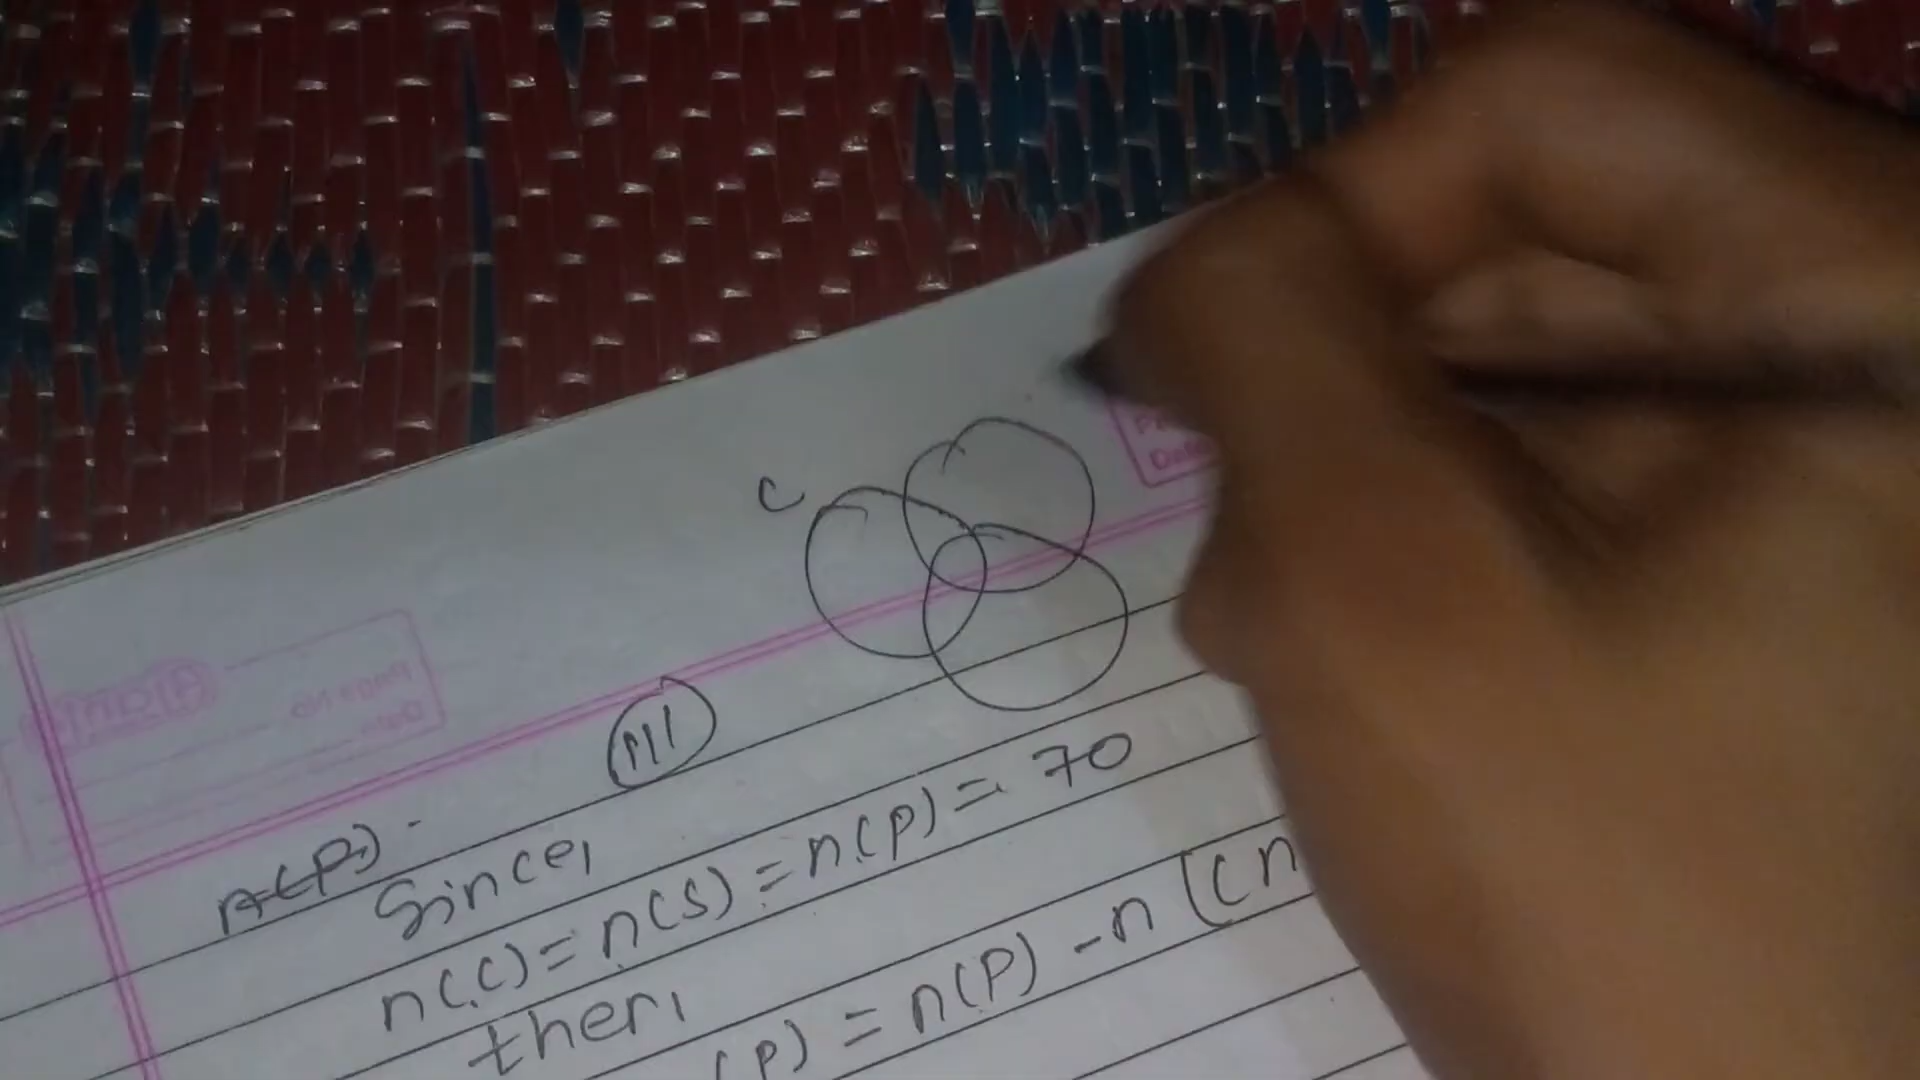 C
III
n(P)
Since,
n(C) = n(S) = n(P) = 70
then,
(P) = n(P) - n [(C n